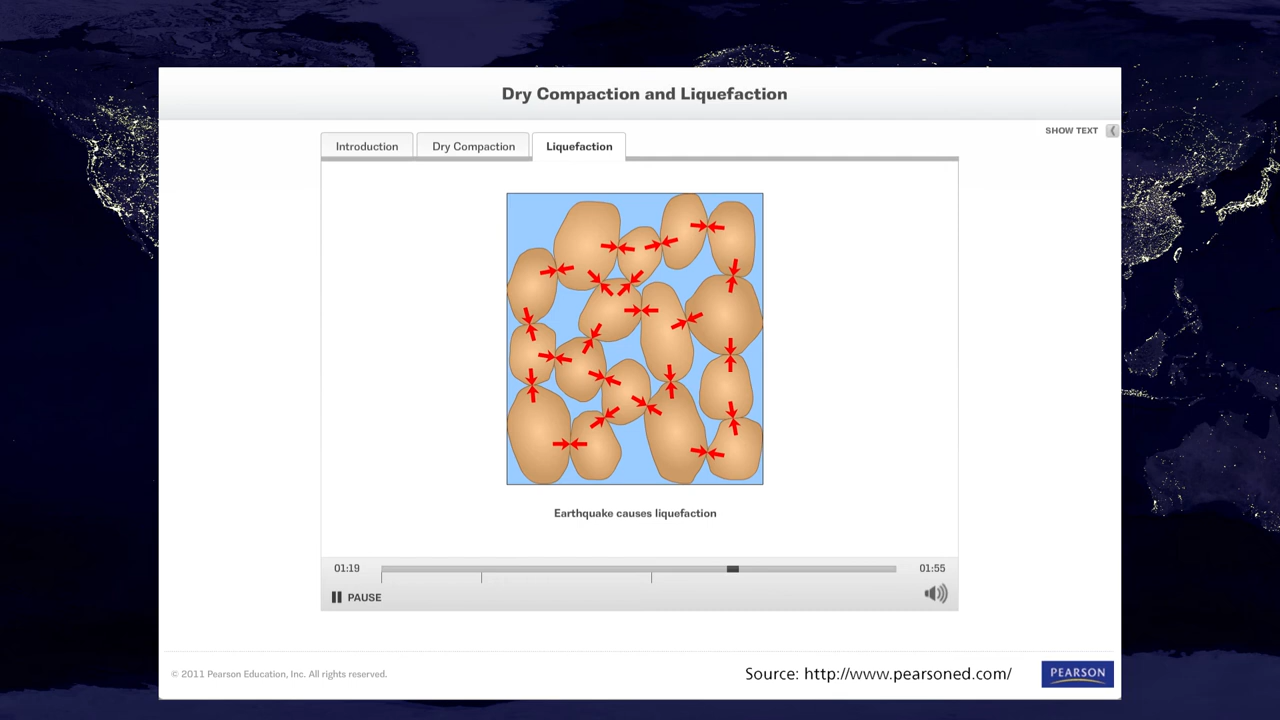 Dry Compaction and Liquefaction
SHOW TEXT
Introduction
Dry Compaction
Liquefaction
Earthquake causes liquefaction
01:19
01:55
PAUSE
© 2011 Pearson Education, Inc. All rights reserved.
Source: http://www.pearsoned.com/
PEARSON